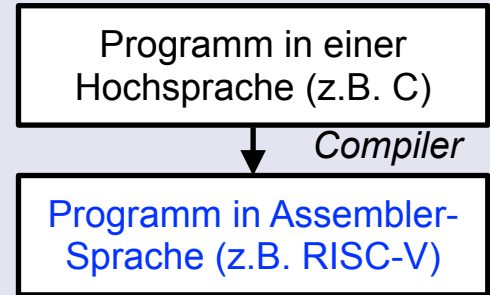 Programm in einer
Hochsprache (z.B. C)
Compiler
Programm in Assembler-
Sprache (z.B. RISC-V)